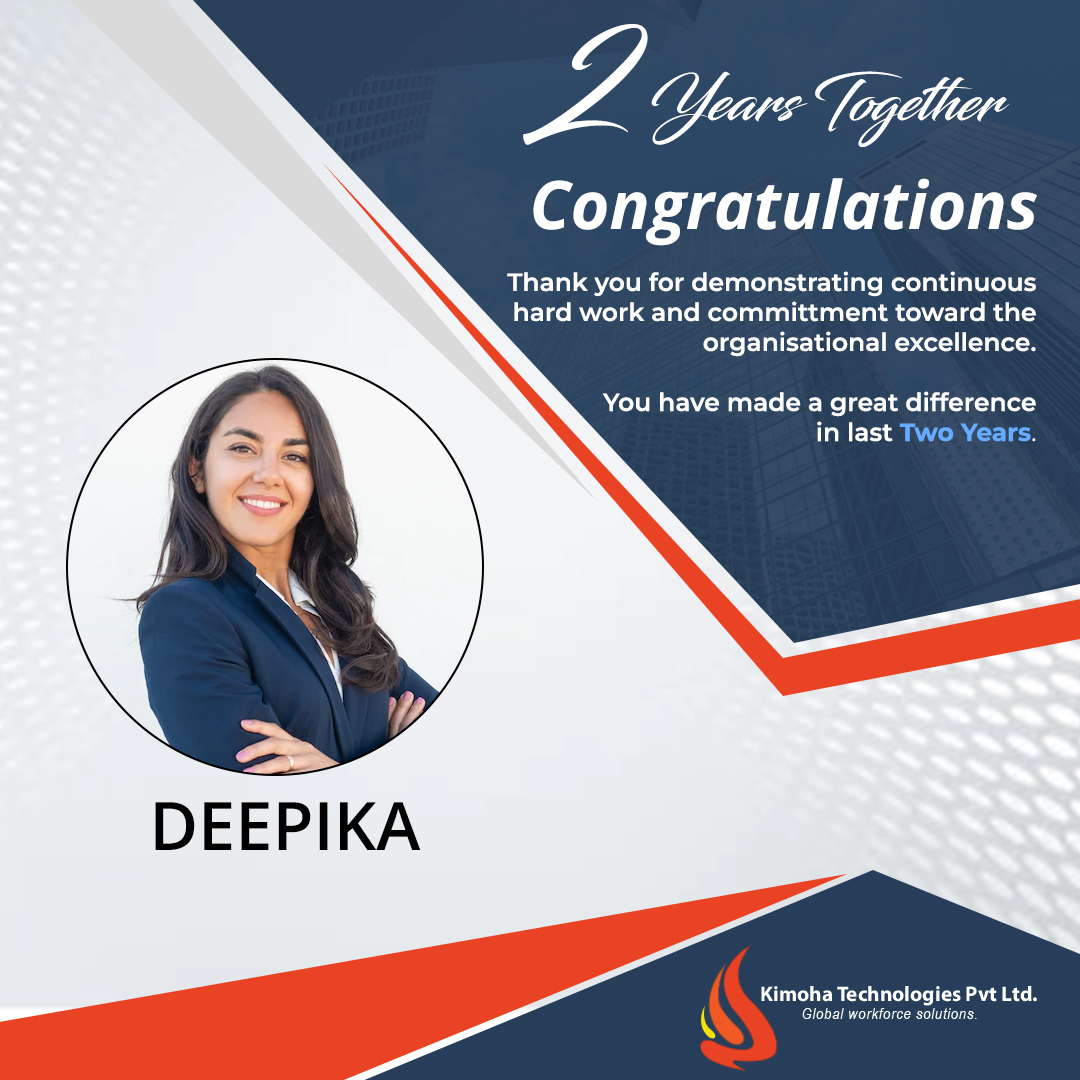 2 Years Together
Congratulations
Thank you for demonstrating continuous
hard work and committment toward the
organisational excellence.
You have made a great difference
in last Two Years.
DEEPIKA
Kimoha Technologies Pvt Ltd.
Global workforce solutions.